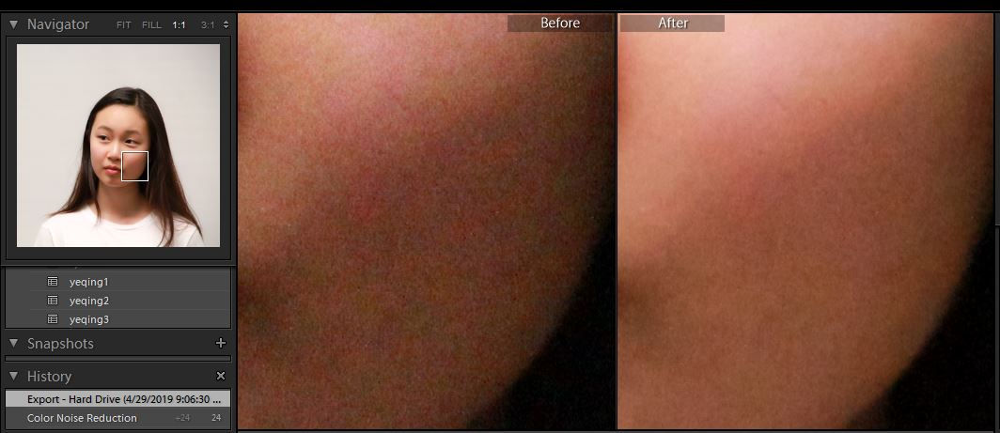 Navigator FIT FILL 1:1 3:1
Before
After
yeqing1
yeqing2
yeqing3
Snapshots
History
Export - Hard Drive (4/29/2019 9:06:30 ...
Color Noise Reduction +24 24